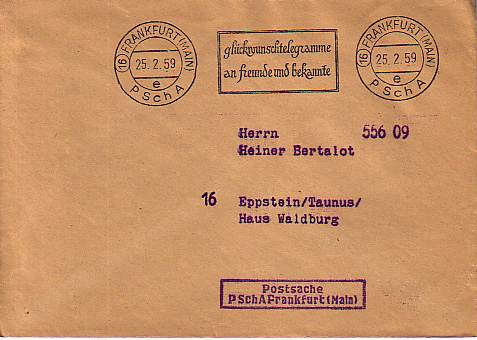 (16) FRANKFURT (MAIN)
25.2.59
e
PSchA
glückwunschtelegramme
an freunde und bekannte
(16) FRANKFURT (MAIN)
25.2.59
e
PSchA
Herrn 556 09
Heiner Bertalot
16 Eppstein/Taunus/
Haus Waldburg
Postsache
PSchA Frankfurt (Main)